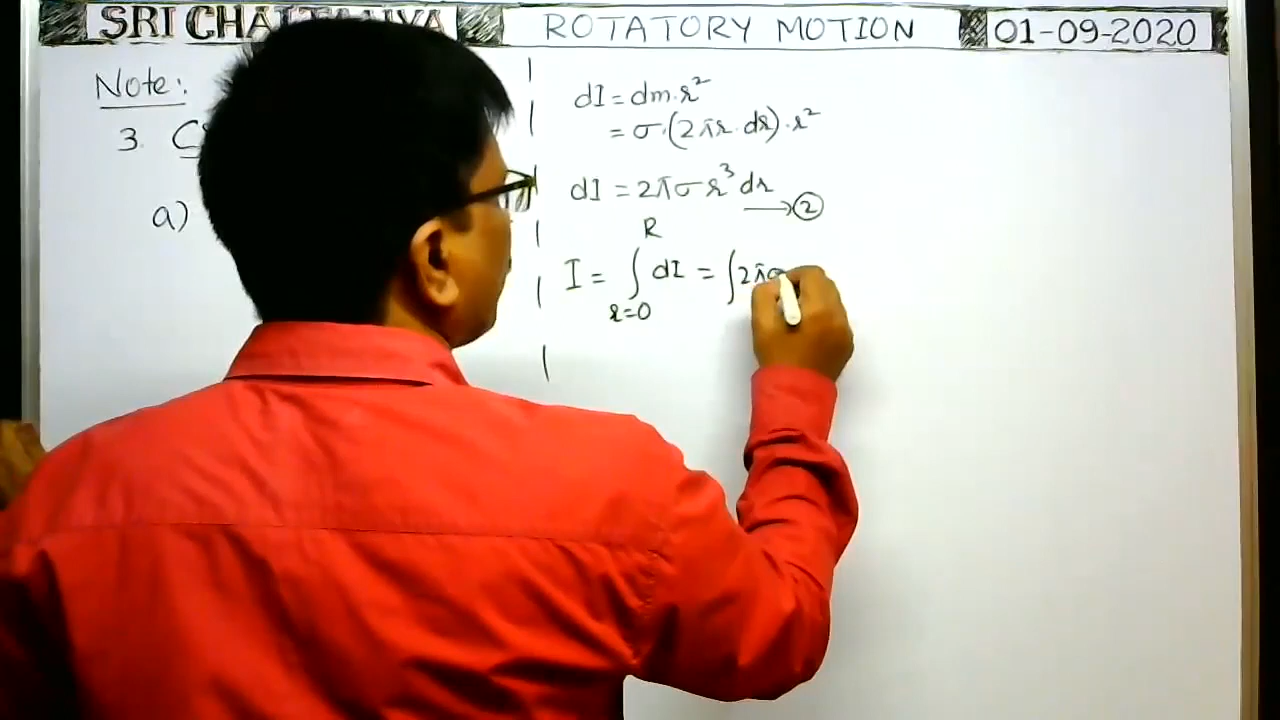 SRI CHAITANYA
ROTATORY MOTION
01-09-2020
Note:
3.
a)
dI = dm·r²
= σ·(2πr·dr)·r²
dI = 2πσ r³ dr
→ ②
I = ∫ᵣ₌₀ᴿ dI = ∫2πσ